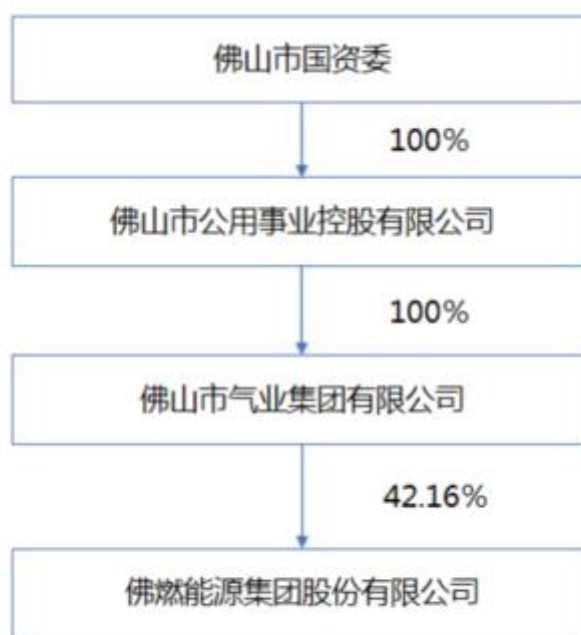 佛山市国资委
100%
佛山市公用事业控股有限公司
100%
佛山市气业集团有限公司
42.16%
佛燃能源集团股份有限公司